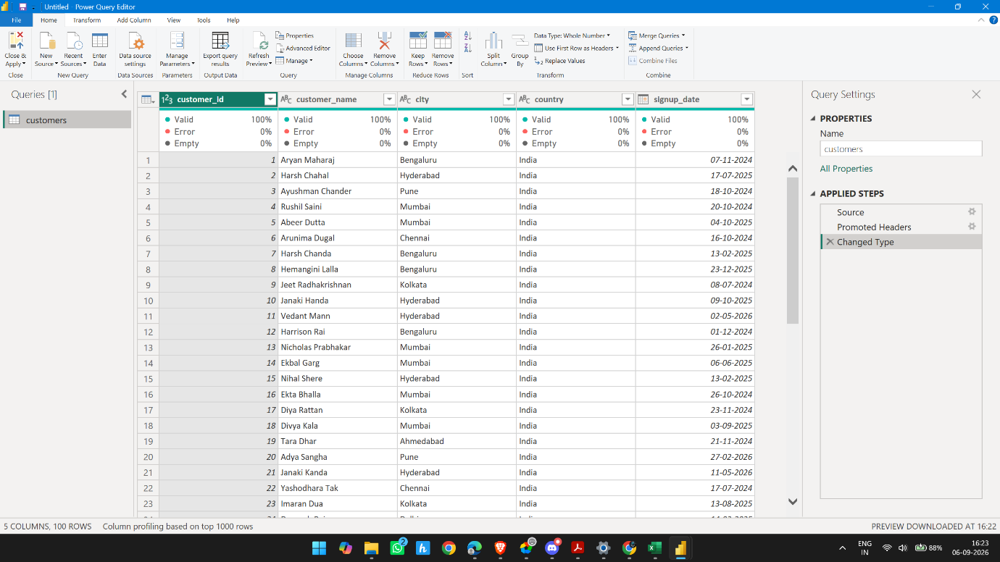 Untitled - Power Query Editor
File Home Transform Add Column View Tools Help
Close & Apply
New Source
Recent Sources
Enter Data
Data source settings
Manage Parameters
Export query results
Refresh Preview
Properties
Advanced Editor
Manage
Choose Columns
Remove Columns
Keep Rows
Remove Rows
Split Column
Group By
Data Type: Whole Number
Use First Row as Headers
Replace Values
Merge Queries
Append Queries
Combine Files
Close New Query Data Sources Parameters Output Data Query Manage Columns Reduce Rows Sort Transform Combine
Queries [1]
customers
customer_id customer_name city country signup_date
Valid 100% Valid 100% Valid 100% Valid 100% Valid 100%
Error 0% Error 0% Error 0% Error 0% Error 0%
Empty 0% Empty 0% Empty 0% Empty 0% Empty 0%
1 1 Aryan Maharaj Bengaluru India 07-11-2024
2 2 Harsh Chahal Hyderabad India 17-07-2025
3 3 Ayushman Chander Pune India 18-10-2024
4 4 Rushil Saini Mumbai India 20-10-2024
5 5 Abeer Dutta Mumbai India 04-10-2025
6 6 Arunima Dugal Chennai India 16-10-2024
7 7 Harsh Chanda Bengaluru India 13-02-2025
8 8 Hemangini Lalla Bengaluru India 23-12-2025
9 9 Jeet Radhakrishnan Kolkata India 08-07-2024
10 10 Janaki Handa Hyderabad India 09-10-2025
11 11 Vedant Mann Hyderabad India 02-05-2026
12 12 Harrison Rai Bengaluru India 01-12-2024
13 13 Nicholas Prabhakar Mumbai India 26-01-2025
14 14 Ekbal Garg Mumbai India 06-06-2025
15 15 Nihal Shere Hyderabad India 13-02-2025
16 16 Ekta Bhalla Mumbai India 26-10-2024
17 17 Diya Rattan Kolkata India 23-11-2024
18 18 Divya Kala Mumbai India 03-09-2025
19 19 Tara Dhar Ahmedabad India 21-11-2024
20 20 Adya Sangha Pune India 27-02-2026
21 21 Janaki Kanda Hyderabad India 11-05-2026
22 22 Yashodhara Tak Chennai India 17-07-2024
23 23 Imaran Dua Kolkata India 13-08-2025
Query Settings
PROPERTIES
Name
customers
All Properties
APPLIED STEPS
Source
Promoted Headers
Changed Type
5 COLUMNS, 100 ROWS Column profiling based on top 1000 rows PREVIEW DOWNLOADED AT 16:22
2
ENG
IN
88%
16:23
06-09-2026